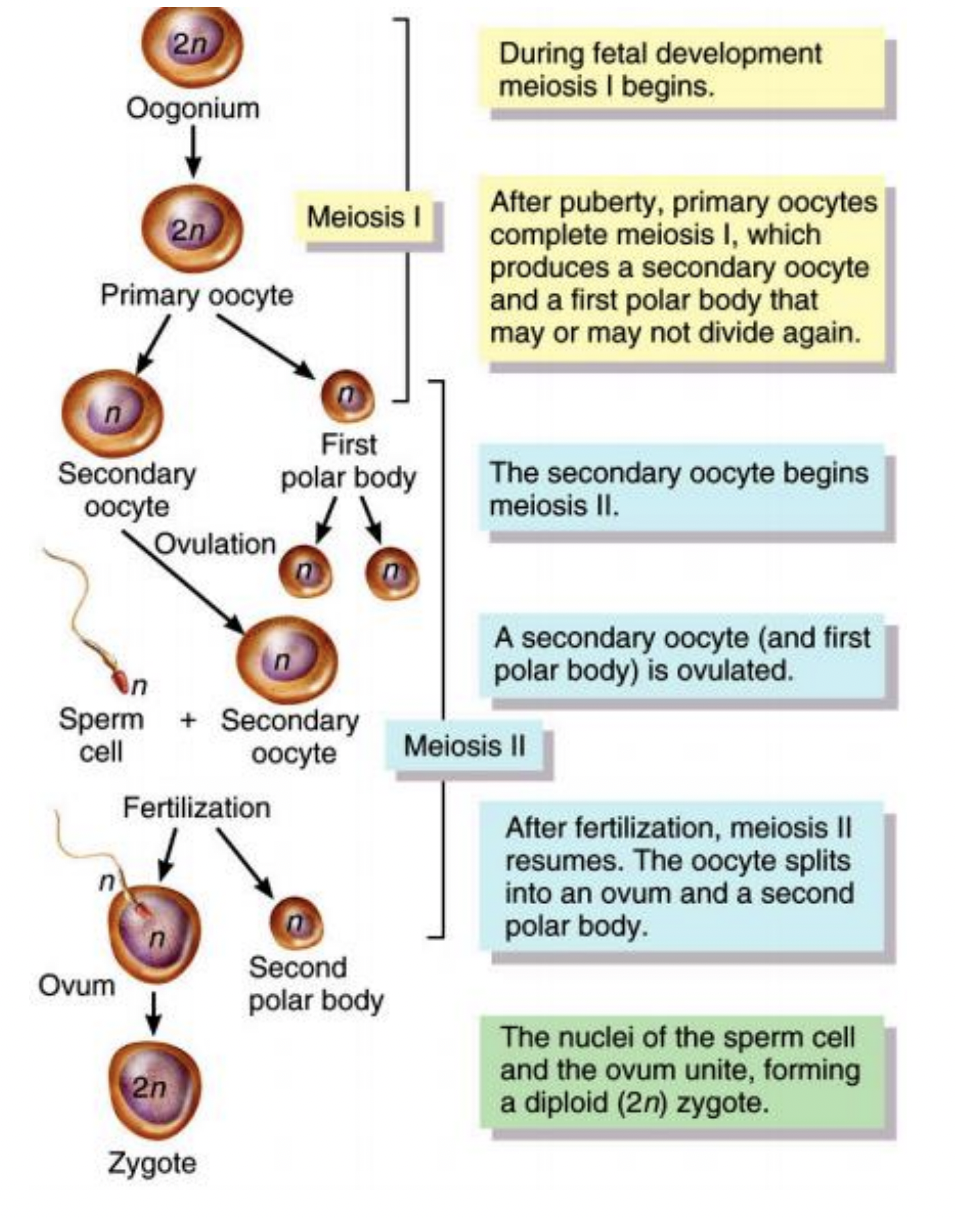 2n
Oogonium
During fetal development
meiosis I begins.
2n
Primary oocyte
Meiosis I
After puberty, primary oocytes
complete meiosis I, which
produces a secondary oocyte
and a first polar body that
may or may not divide again.
n
Secondary
oocyte
n
First
polar body
The secondary oocyte begins
meiosis II.
Ovulation
n
n
n
n
Sperm
cell
+
Secondary
oocyte
A secondary oocyte (and first
polar body) is ovulated.
Meiosis II
Fertilization
n
n
Ovum
n
Second
polar body
After fertilization, meiosis II
resumes. The oocyte splits
into an ovum and a second
polar body.
2n
Zygote
The nuclei of the sperm cell
and the ovum unite, forming
a diploid (2n) zygote.